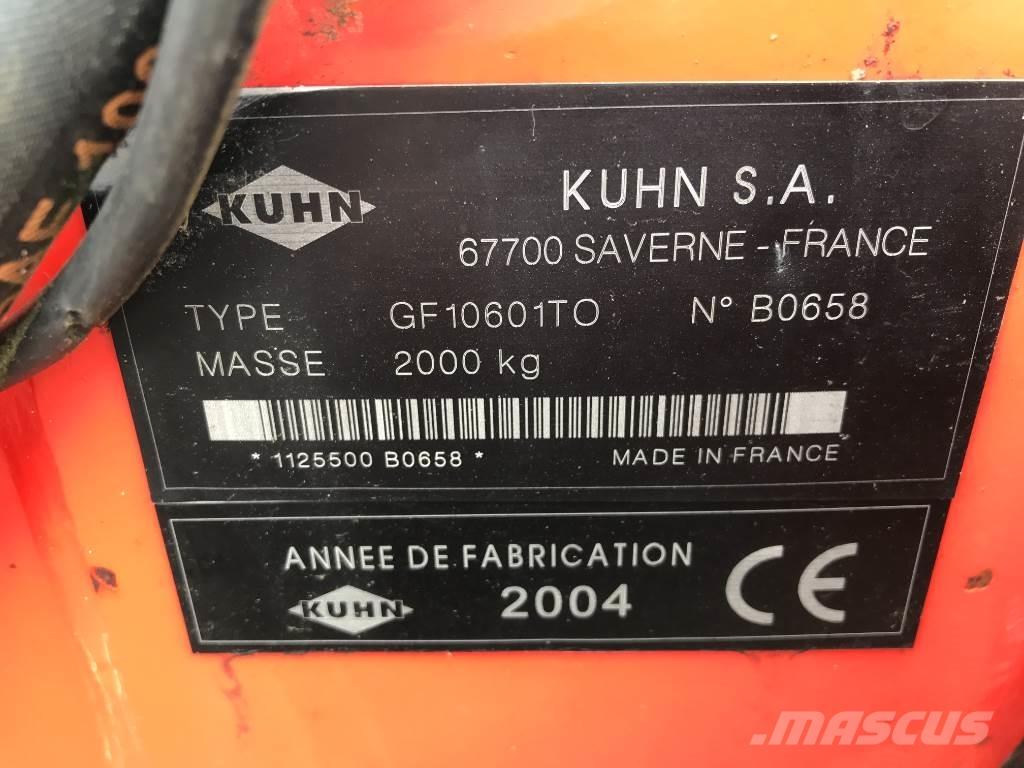 KUHN
KUHN S.A.
67700 SAVERNE - FRANCE
TYPE GF10601TO N° B0658
MASSE 2000 kg
* 1125500 B0658 * MADE IN FRANCE
ANNEE DE FABRICATION
KUHN 2004 CE
MASCUS